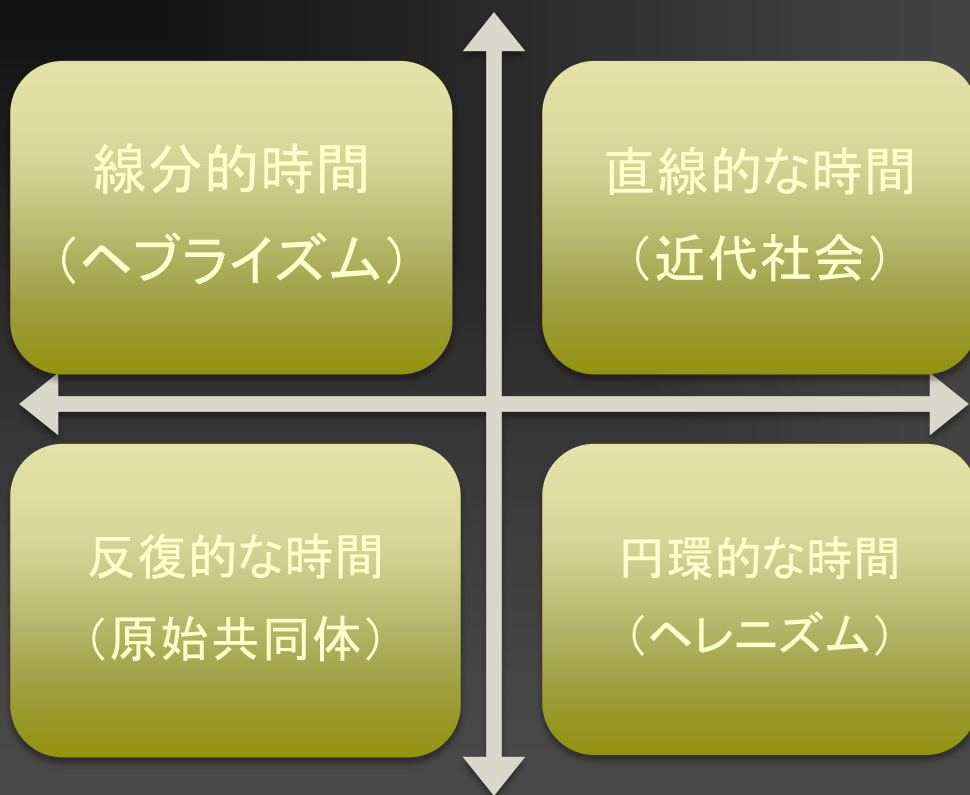 線分的時間
（ヘブライズム）
直線的な時間
（近代社会）
反復的な時間
（原始共同体）
円環的な時間
（ヘレニズム）